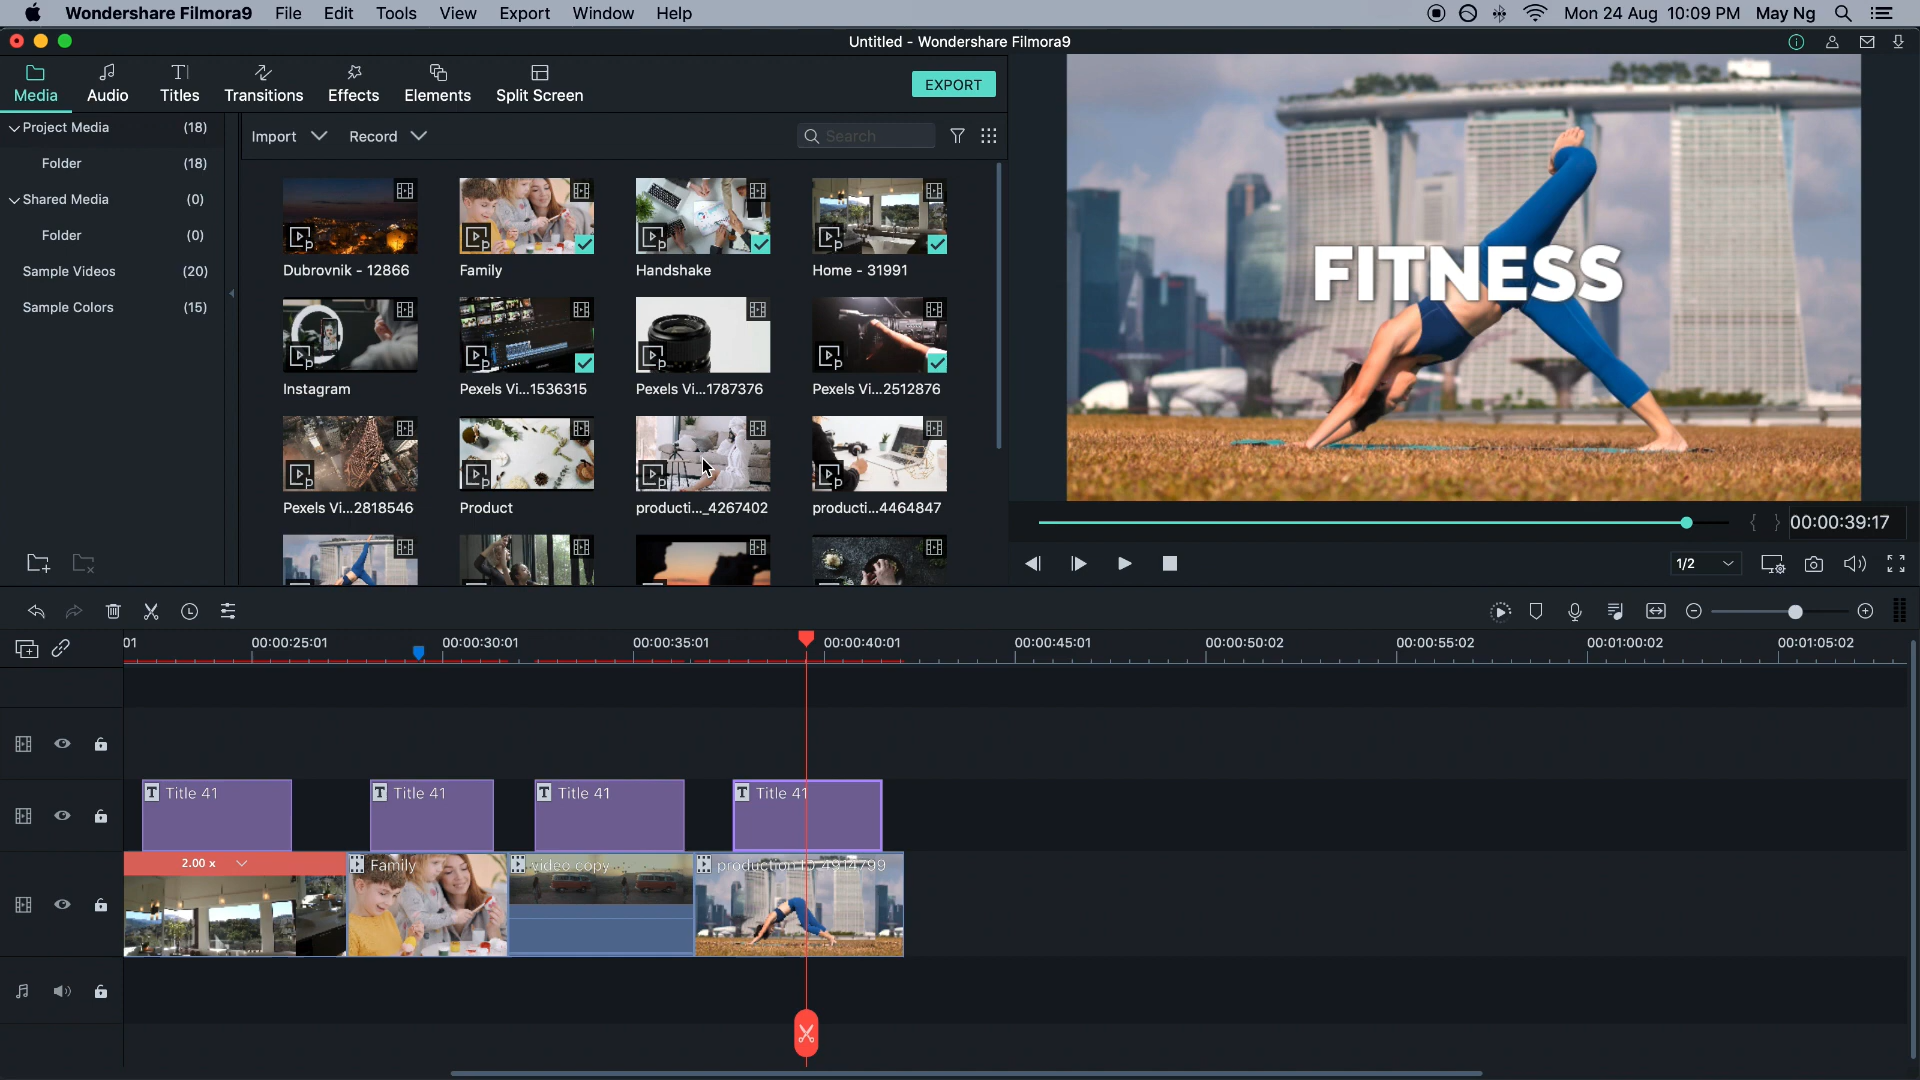 Wondershare Filmora9 File Edit Tools View Export Window Help Mon 24 Aug 10:09 PM May Ng
Untitled - Wondershare Filmora9
Media Audio Titles Transitions Effects Elements Split Screen EXPORT
Project Media (18)
Folder (18)
Shared Media (0)
Folder (0)
Sample Videos (20)
Sample Colors (15)
Import Record Search
Dubrovnik - 12866 Family Handshake Home - 31991
Instagram Pexels Vi...1536315 Pexels Vi...1787376 Pexels Vi...2512876
Pexels Vi...2818546 Product producti..._4267402 producti...4464847
FITNESS
00:00:39:17
1/2
01 00:00:25:01 00:00:30:01 00:00:35:01 00:00:40:01 00:00:45:01 00:00:50:02 00:00:55:02 00:01:00:02 00:01:05:02
T Title 41 T Title 41 T Title 41 T Title 41
2.00 x Family video copy production ID 4914799